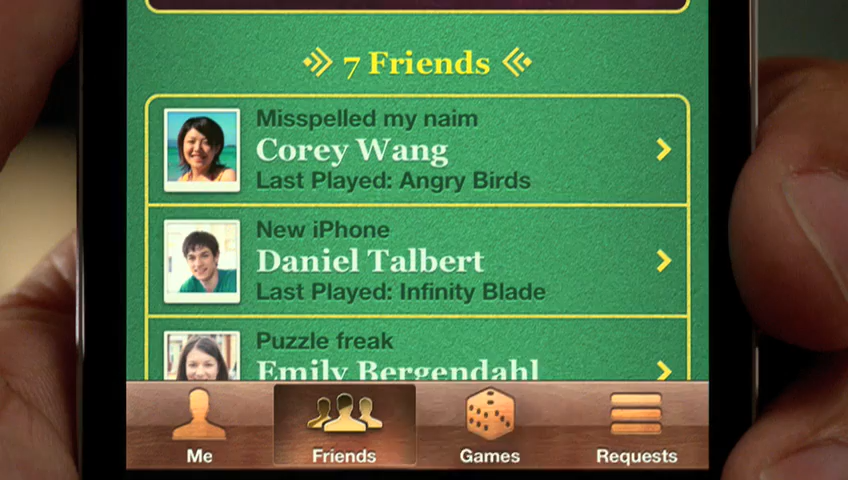 7 Friends
Misspelled my naim
Corey Wang
Last Played: Angry Birds
New iPhone
Daniel Talbert
Last Played: Infinity Blade
Puzzle freak
Emily Bergendahl
Me
Friends
Games
Requests